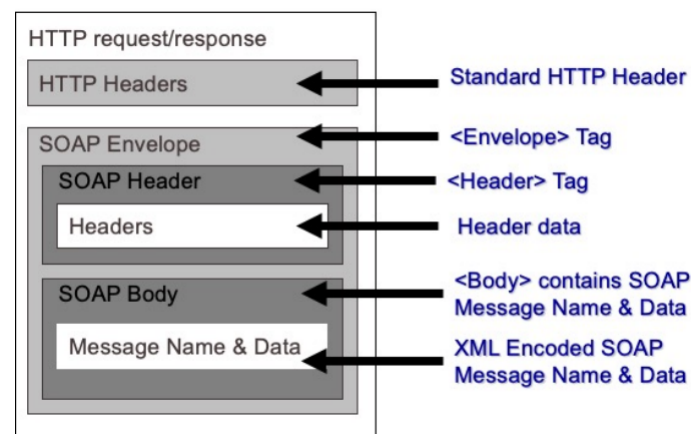 HTTP request/response
HTTP Headers
Standard HTTP Header
SOAP Envelope
<Envelope> Tag
SOAP Header
<Header> Tag
Headers
Header data
SOAP Body
<Body> contains SOAP
Message Name & Data
Message Name & Data
XML Encoded SOAP
Message Name & Data